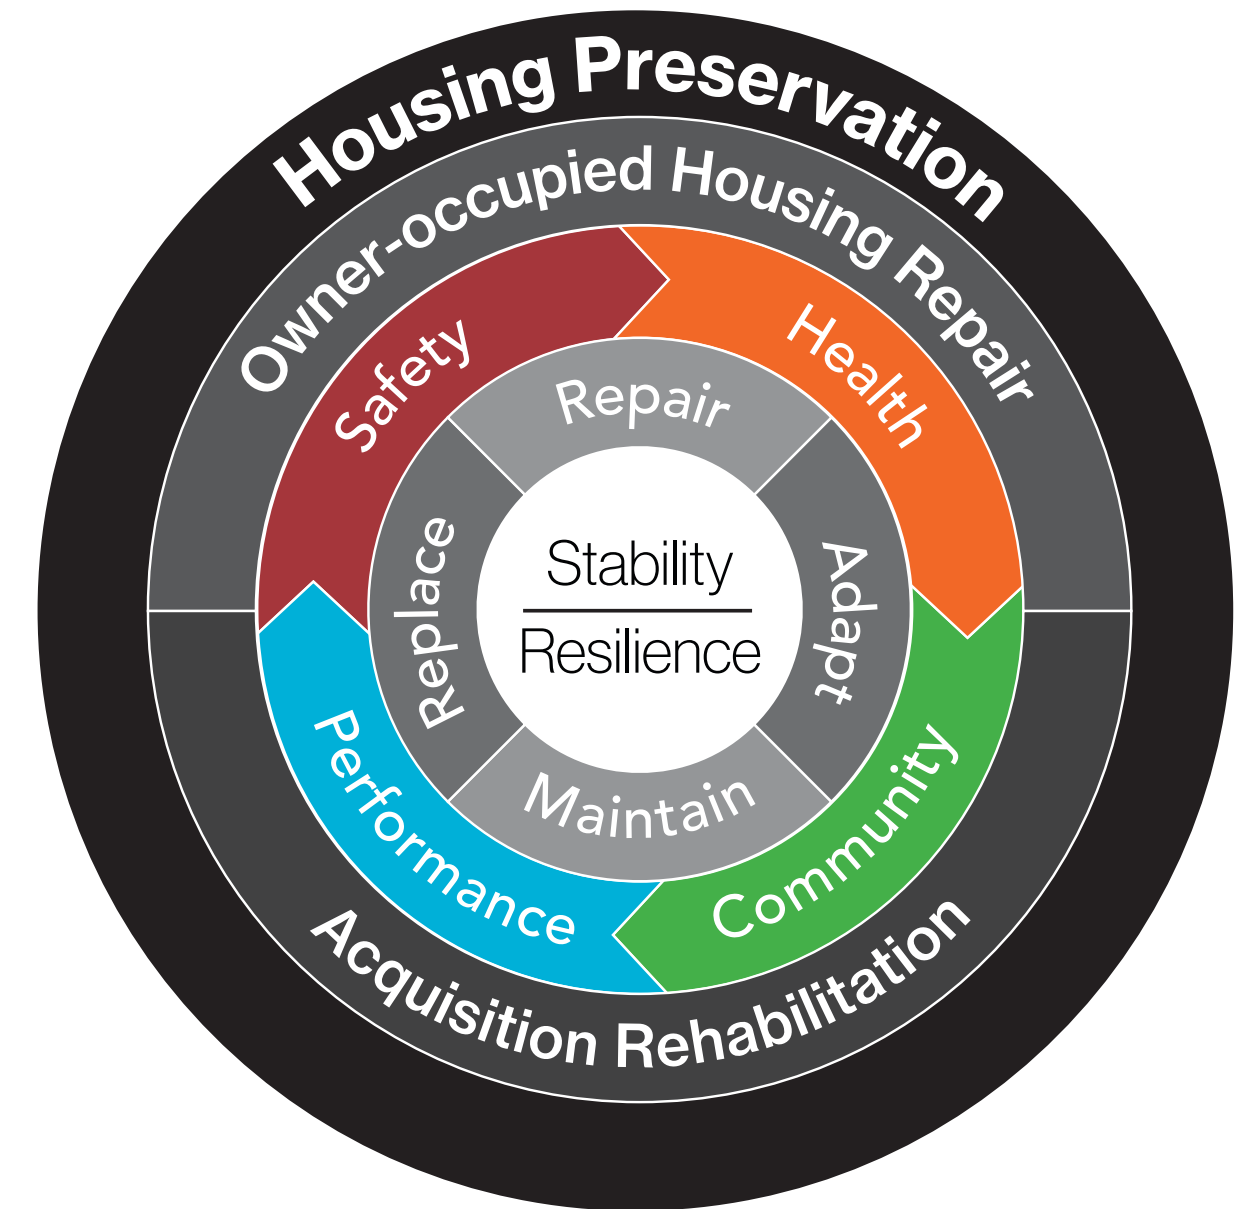 Housing Preservation
Owner-occupied Housing Repair
Safety
Health
Repair
Replace
Adapt
Stability
Resilience
Maintain
Performance
Community
Acquisition Rehabilitation